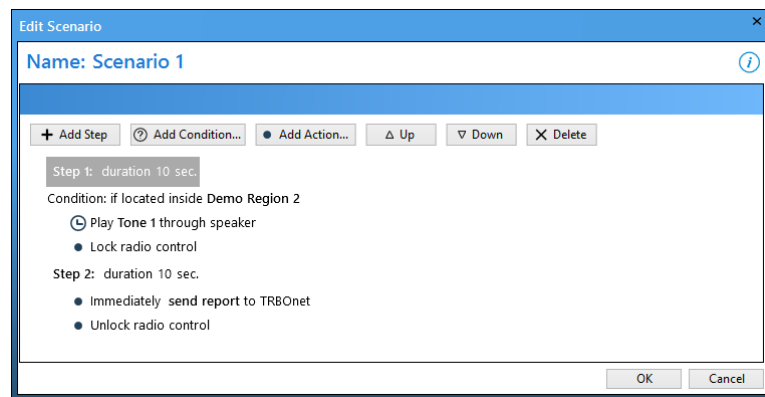 Edit Scenario
Name: Scenario 1
Add Step Add Condition... Add Action... Up Down Delete
Step 1: duration 10 sec.
Condition: if located inside Demo Region 2
Play Tone 1 through speaker
Lock radio control
Step 2: duration 10 sec.
Immediately send report to TRBOnet
Unlock radio control
OK Cancel